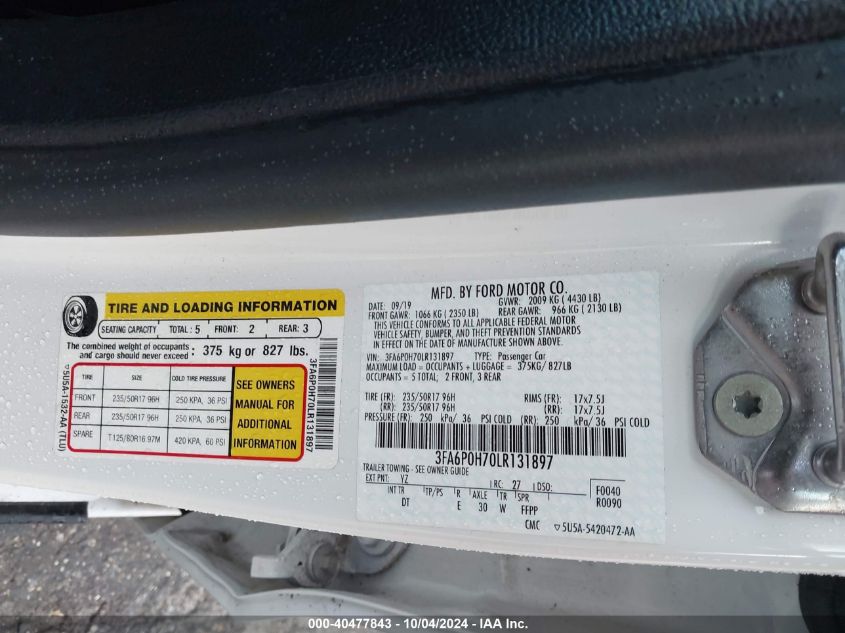 TIRE AND LOADING INFORMATION
SEATING CAPACITY TOTAL : 5 FRONT: 2 REAR: 3
The combined weight of occupants and cargo should never exceed : 375 kg or 827 lbs.
TIRE SIZE COLD TIRE PRESSURE
FRONT 235/50R17 96H 250 KPA, 36 PSI
REAR 235/50R17 96H 250 KPA, 36 PSI
SPARE T125/80R16 97M 420 KPA, 60 PSI
SEE OWNERS
MANUAL FOR
ADDITIONAL
INFORMATION
5U5A-1532-AA (TLU)
3FA6P0H70LR131897
MFD. BY FORD MOTOR CO.
DATE: 09/19 GVWR: 2009 KG ( 4430 LB)
FRONT GAWR: 1066 KG ( 2350 LB) REAR GAWR: 966 KG ( 2130 LB)
THIS VEHICLE CONFORMS TO ALL APPLICABLE FEDERAL MOTOR
VEHICLE SAFETY, BUMPER, AND THEFT PREVENTION STANDARDS
IN EFFECT ON THE DATE OF MANUFACTURE SHOWN ABOVE.
VIN: 3FA6P0H70LR131897 TYPE: Passenger Car
MAXIMUM LOAD = OCCUPANTS + LUGGAGE = 375KG/ 827LB
OCCUPANTS = 5 TOTAL, 2 FRONT, 3 REAR
TIRE (FR): 235/50R17 96H RIMS (FR): 17x7.5J
(RR): 235/50R17 96H (RR): 17x7.5J
PRESSURE (FR): 250 kPa/ 36 PSI COLD (RR): 250 kPa/ 36 PSI COLD
3FA6P0H70LR131897
TRAILER TOWING - SEE OWNER GUIDE
EXT PNT: YZ RC: 27 DSO: F0040
INT TR TP/PS R AXLE TR SPR R0090
DT E 30 W FFPP
CMC 5U5A-5420472-AA
000-40477843 - 10/04/2024 - IAA Inc.